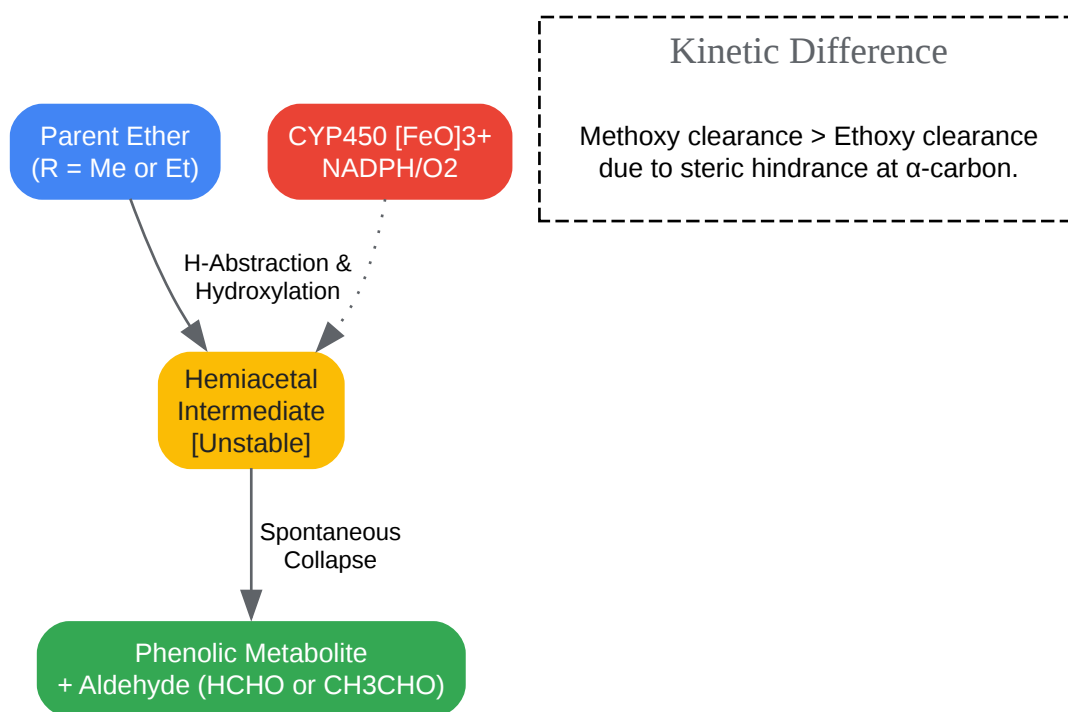 Kinetic Difference
Methoxy clearance > Ethoxy clearance
due to steric hindrance at α-carbon.
Parent Ether
(R = Me or Et)
CYP450 [FeO]3+
NADPH/O2
H-Abstraction &
Hydroxylation
Hemiacetal
Intermediate
[Unstable]
Spontaneous
Collapse
Phenolic Metabolite
+ Aldehyde (HCHO or CH3CHO)